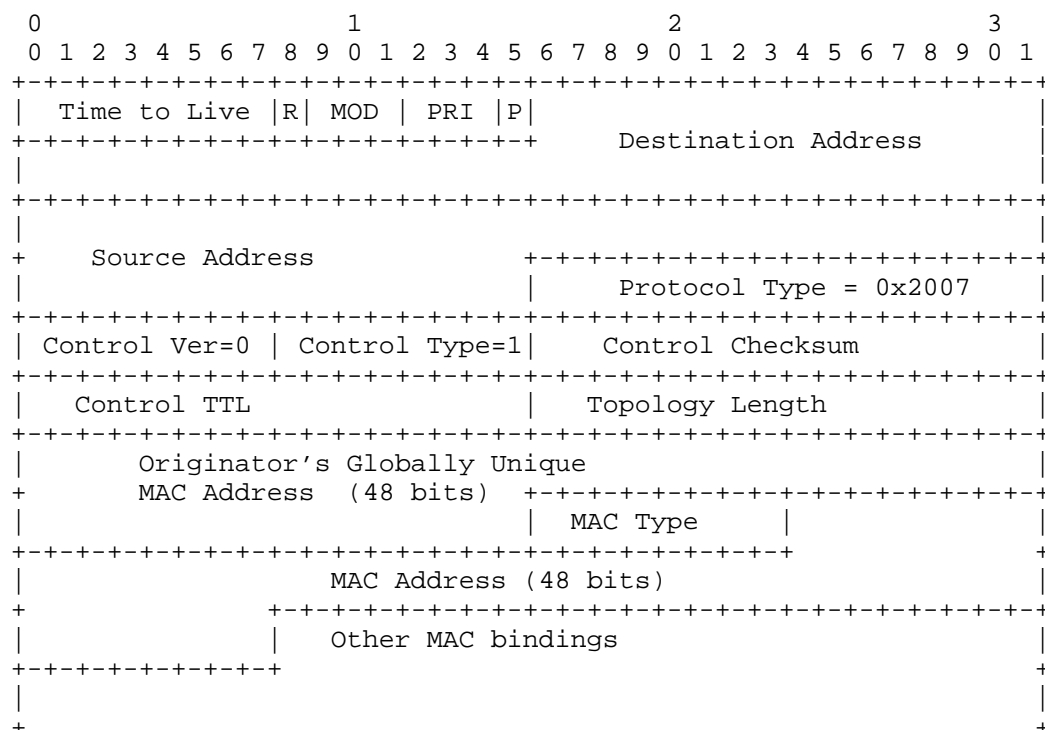 0                   1                   2                   3
0 1 2 3 4 5 6 7 8 9 0 1 2 3 4 5 6 7 8 9 0 1 2 3 4 5 6 7 8 9 0 1
+-+-+-+-+-+-+-+-+-+-+-+-+-+-+-+-+-+-+-+-+-+-+-+-+-+-+-+-+-+-+-+-+
| Time to Live |R| MOD | PRI |P| |
+-+-+-+-+-+-+-+-+-+-+-+-+-+-+-+-+ Destination Address |
| |
+-+-+-+-+-+-+-+-+-+-+-+-+-+-+-+-+-+-+-+-+-+-+-+-+-+-+-+-+-+-+-+-+
| |
+ Source Address +-+-+-+-+-+-+-+-+-+-+-+-+-+-+-+-+
| | Protocol Type = 0x2007 |
+-+-+-+-+-+-+-+-+-+-+-+-+-+-+-+-+-+-+-+-+-+-+-+-+-+-+-+-+-+-+-+-+
| Control Ver=0 | Control Type=1| Control Checksum |
+-+-+-+-+-+-+-+-+-+-+-+-+-+-+-+-+-+-+-+-+-+-+-+-+-+-+-+-+-+-+-+-+
| Control TTL | Topology Length |
+-+-+-+-+-+-+-+-+-+-+-+-+-+-+-+-+-+-+-+-+-+-+-+-+-+-+-+-+-+-+-+-+
| Originator's Globally Unique |
+ MAC Address (48 bits) +-+-+-+-+-+-+-+-+-+-+-+-+-+-+-+-+
| | MAC Type | |
+-+-+-+-+-+-+-+-+-+-+-+-+-+-+-+-+-+-+-+-+-+-+-+-+ +
| MAC Address (48 bits) |
+ +-+-+-+-+-+-+-+-+-+-+-+-+-+-+-+-+-+-+-+-+-+-+-+-+
| | Other MAC bindings |
+-+-+-+-+-+-+-+-+ +
| |
+ +